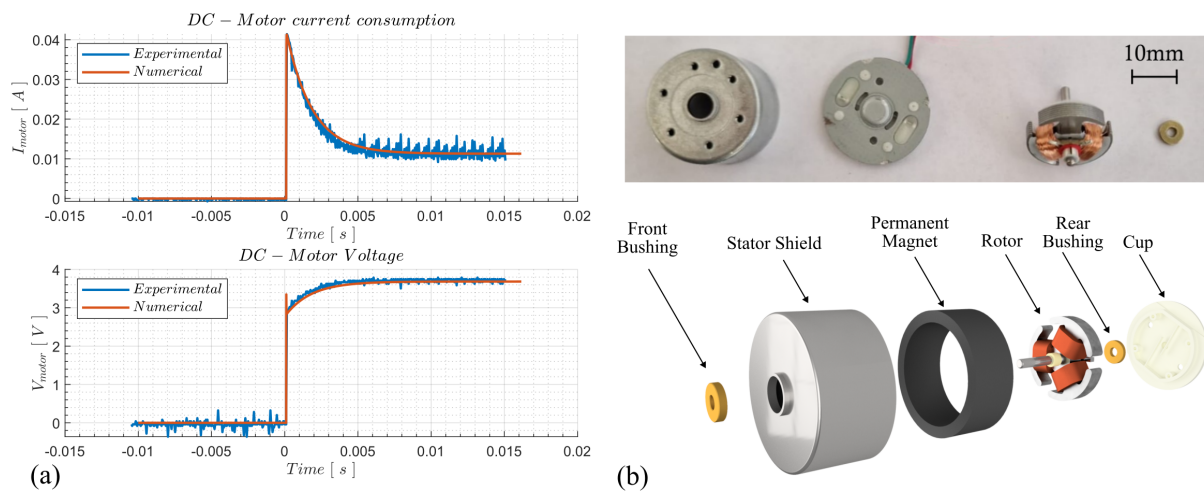 DC − Motor current consumption
Experimental
Numerical
I_motor [ A ]
0.04
0.03
0.02
0.01
0
-0.015 -0.01 -0.005 0 0.005 0.01 0.015 0.02
Time [ s ]
DC − Motor Voltage
Experimental
Numerical
V_motor [ V ]
4
3
2
1
0
-0.015 -0.01 -0.005 0 0.005 0.01 0.015 0.02
Time [ s ]
(a)
10mm
Front
Bushing
Stator Shield
Permanent
Magnet
Rotor
Rear
Bushing
Cup
(b)